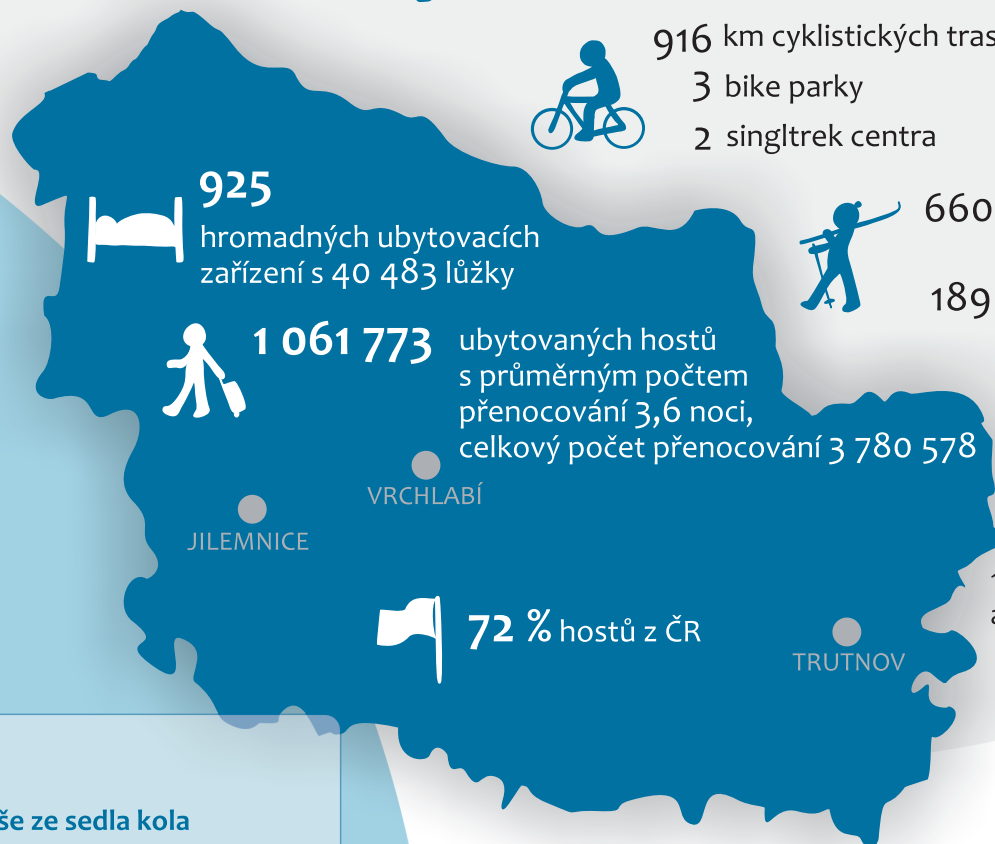 916 km cyklistických tras
3 bike parky
2 singltrek centra
660
189
925
hromadných ubytovacích
zařízení s 40 483 lůžky
1 061 773 ubytovaných hostů
s průměrným počtem
přenocování 3,6 noci,
celkový počet přenocování 3 780 578
VRCHLABÍ
JILEMNICE
72 % hostů z ČR
TRUTNOV
še ze sedla kola